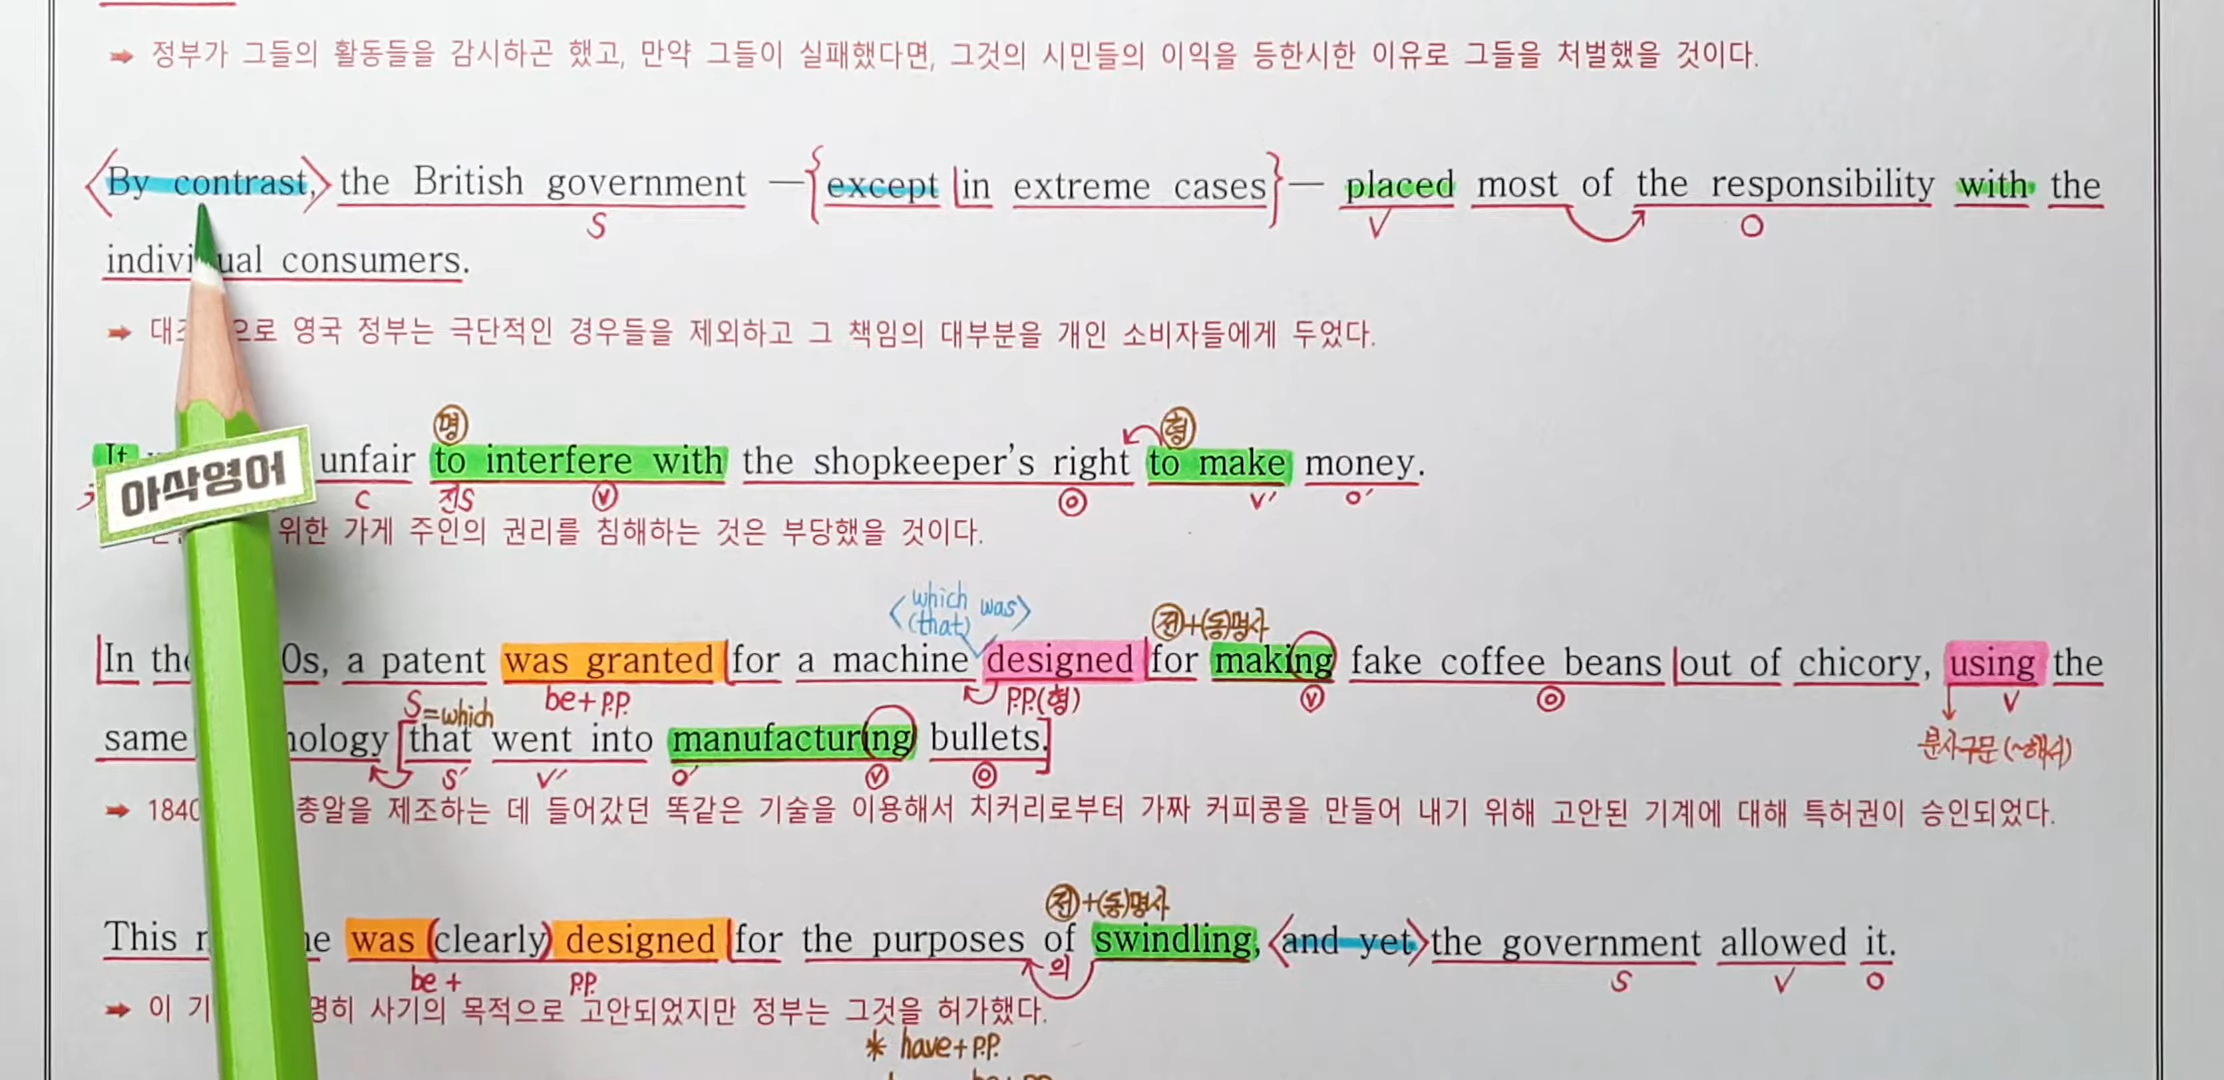 ➡ 정부가 그들의 활동들을 감시하곤 했고, 만약 그들이 실패했다면, 그것의 시민들의 이익을 등한시한 이유로 그들을 처벌했을 것이다.
<By contrast,> the British government —{except in extreme cases}— placed most of the responsibility with the
S V O
consumers.
➡ 영국 정부는 극단적인 경우들을 제외하고 그 책임의 대부분을 개인 소비자들에게 두었다.
명 형
It unfair to interfere with the shopkeeper's right to make money.
C 진S ⓥ ⓞ V′ O′
아삭영어
위한 가게 주인의 권리를 침해하는 것은 부당했을 것이다.
<which was>
(that) 전+(동)명사
In a patent was granted for a machine designed for making fake coffee beans out of chicory, using the
S be+P.P. P.P.(형) ⓥ ⓞ V
=which
same [that went into manufacturing bullets.]
S′ V′ O′ ⓥ ⓞ 분사구문(~해서)
➡ 총알을 제조하는 데 들어갔던 똑같은 기술을 이용해서 치커리로부터 가짜 커피콩을 만들어 내기 위해 고안된 기계에 대해 특허권이 승인되었다.
전+(동)명사
This was (clearly) designed for the purposes of swindling, <and yet> the government allowed it.
be + P.P. 의 S V O
➡ 이 사기의 목적으로 고안되었지만 정부는 그것을 허가했다.
* have+P.P.